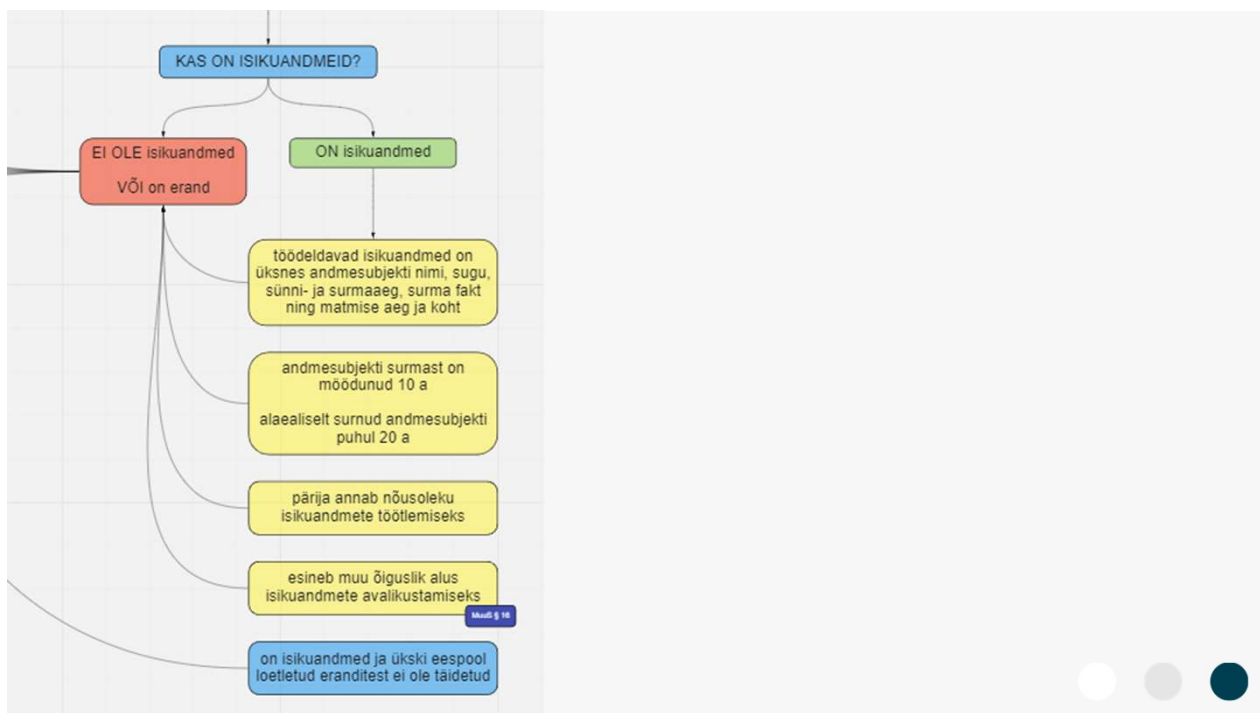 KAS ON ISIKUANDMEID?
EI OLE isikuandmed
VÕI on erand
ON isikuandmed
töödeldavad isikuandmed on
üksnes andmesubjekti nimi, sugu,
sünni- ja surmaaeg, surma fakt
ning matmise aeg ja koht
andmesubjekti surmast on
möödunud 10 a
alaealiselt surnud andmesubjekti
puhul 20 a
pärija annab nõusoleku
isikuandmete töötlemiseks
esineb muu õiguslik alus
isikuandmete avalikustamiseks
MuuS § 16
on isikuandmed ja ükski eespool
loetletud eranditest ei ole täidetud